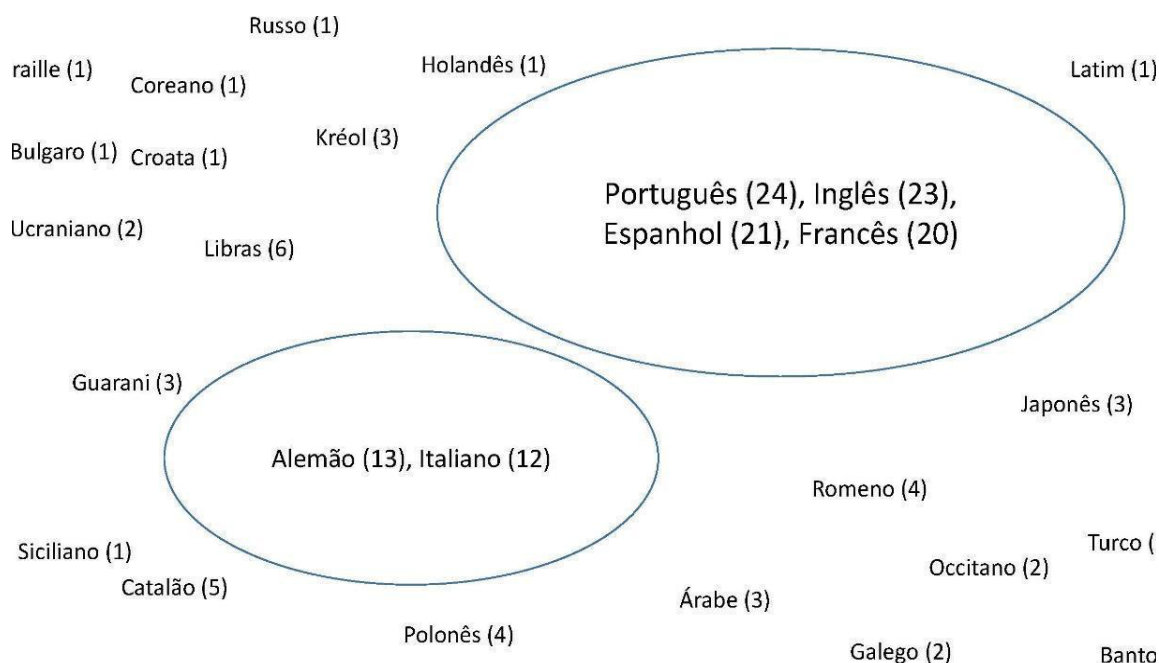 Russo (1)
raille (1)
Coreano (1)
Holandês (1)
Latim (1)
Bulgaro (1)
Croata (1)
Kréol (3)
Português (24), Inglês (23),
Espanhol (21), Francês (20)
Ucraniano (2)
Libras (6)
Guarani (3)
Japonês (3)
Alemão (13), Italiano (12)
Romeno (4)
Siciliano (1)
Catalão (5)
Polonês (4)
Árabe (3)
Occitano (2)
Turco (
Galego (2)
Banto